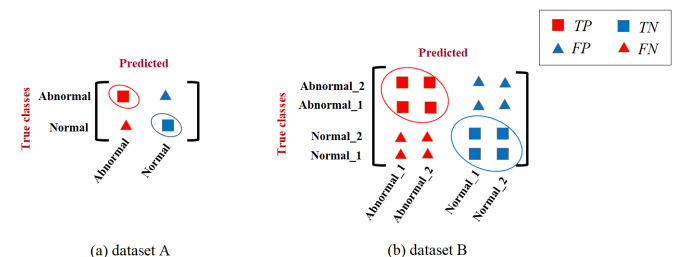 TP
TN
FP
FN
Predicted
True classes
Abnormal
Normal
Abnormal
Normal
(a) dataset A
Predicted
True classes
Abnormal_2
Abnormal_1
Normal_2
Normal_1
Abnormal_1
Abnormal_2
Normal_1
Normal_2
(b) dataset B